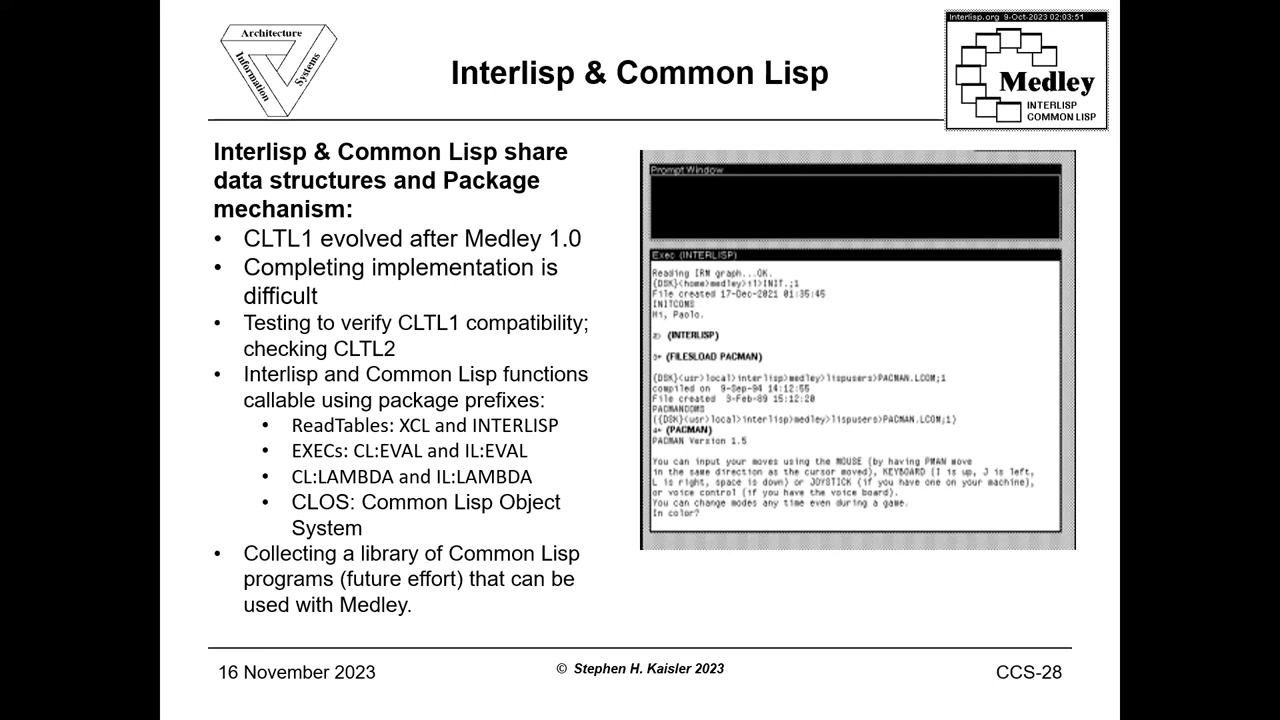 Architecture
Information
Systems
Interlisp & Common Lisp
Interlisp.org 9-Oct-2023 02:03:51
Medley
INTERLISP
COMMON LISP
Interlisp & Common Lisp share
data structures and Package
mechanism:
• CLTL1 evolved after Medley 1.0
• Completing implementation is
difficult
• Testing to verify CLTL1 compatibility;
checking CLTL2
• Interlisp and Common Lisp functions
callable using package prefixes:
• ReadTables: XCL and INTERLISP
• EXECs: CL:EVAL and IL:EVAL
• CL:LAMBDA and IL:LAMBDA
• CLOS: Common Lisp Object
System
• Collecting a library of Common Lisp
programs (future effort) that can be
used with Medley.
Prompt Window
Exec (INTERLISP)
Reading IRM graph...OK.
{DSK}<home>medley>il>INIT.;1
File created 17-Dec-2021 01:35:45
INITCOMS
Hi, Paolo.
2> (INTERLISP)
3← (FILESLOAD PACMAN)
{DSK}<usr>local>interlisp>medley>lispusers>PACMAN.LCOM;1
compiled on 9-Sep-94 14:12:55
File created 3-Feb-89 15:12:20
PACMANCOMS
({DSK}<usr>local>interlisp>medley>lispusers>PACMAN.LCOM;1)
4← (PACMAN)
PACMAN Version 1.5
You can input your moves using the MOUSE (by having PMAN move
in the same direction as the cursor moved), KEYBOARD (I is up, J is left,
L is right, space is down) or JOYSTICK (if you have one on your machine),
or voice control (if you have the voice board).
You can change modes any time even during a game.
In color?
16 November 2023
© Stephen H. Kaisler 2023
CCS-28